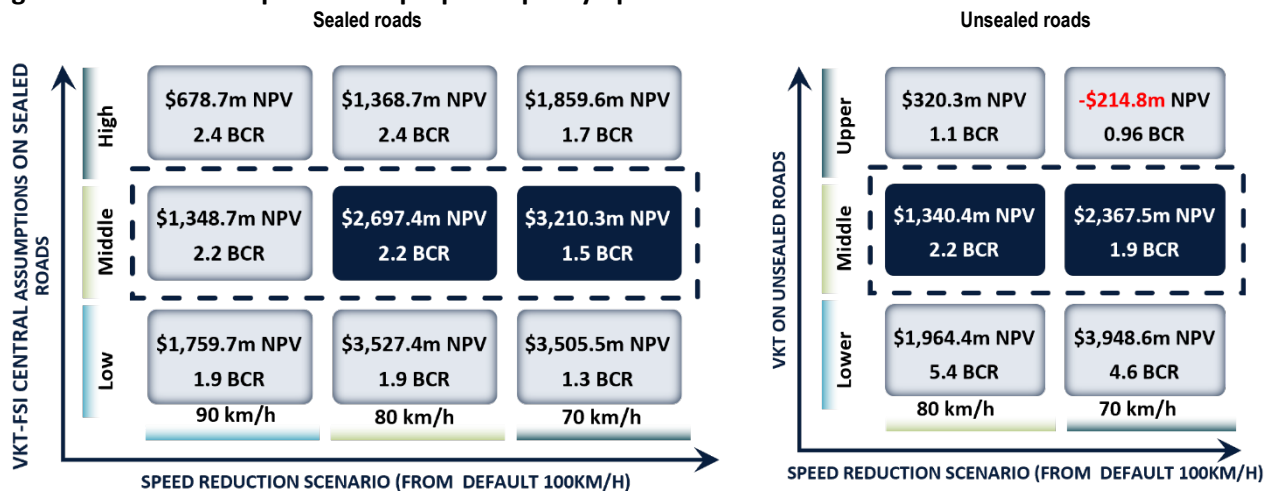 Sealed roads
VKT-FSI CENTRAL ASSUMPTIONS ON SEALED
ROADS
High
$678.7m NPV
2.4 BCR
$1,368.7m NPV
2.4 BCR
$1,859.6m NPV
1.7 BCR
Middle
$1,348.7m NPV
2.2 BCR
$2,697.4m NPV
2.2 BCR
$3,210.3m NPV
1.5 BCR
Low
$1,759.7m NPV
1.9 BCR
$3,527.4m NPV
1.9 BCR
$3,505.5m NPV
1.3 BCR
90 km/h
80 km/h
70 km/h
SPEED REDUCTION SCENARIO (FROM DEFAULT 100KM/H)
Unsealed roads
VKT ON UNSEALED ROADS
Upper
$320.3m NPV
1.1 BCR
-$214.8m NPV
0.96 BCR
Middle
$1,340.4m NPV
2.2 BCR
$2,367.5m NPV
1.9 BCR
Lower
$1,964.4m NPV
5.4 BCR
$3,948.6m NPV
4.6 BCR
80 km/h
70 km/h
SPEED REDUCTION SCENARIO (FROM DEFAULT 100KM/H)